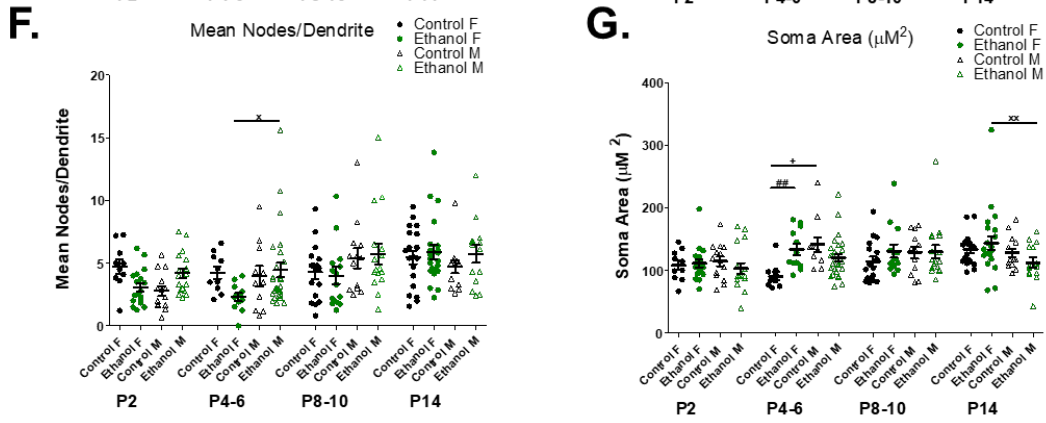 F.
Mean Nodes/Dendrite
Control F
Ethanol F
Control M
Ethanol M
Mean Nodes/Dendrite
20
15
10
5
0
x
Control F
Ethanol F
Control M
Ethanol M
Control F
Ethanol F
Control M
Ethanol M
Control F
Ethanol F
Control M
Ethanol M
Control F
Ethanol F
Control M
Ethanol M
P2 P4-6 P8-10 P14
G.
P2
P14
Soma Area (µM²)
Control F
Ethanol F
Control M
Ethanol M
Soma Area (µM ²)
400
300
200
100
0
+
##
xx
Control F
Ethanol F
Control M
Ethanol M
Control F
Ethanol F
Control M
Ethanol M
Control F
Ethanol F
Control M
Ethanol M
Control F
Ethanol F
Control M
Ethanol M
P2 P4-6 P8-10 P14